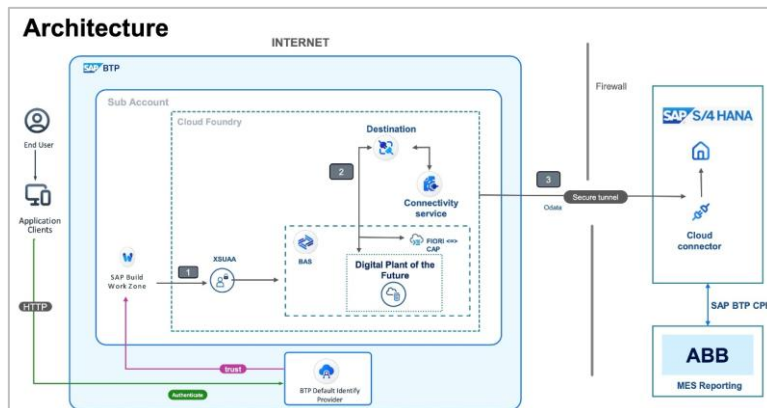 Architecture
INTERNET
SAP BTP
Sub Account
Cloud Foundry
Firewall
End User
Application
Clients
HTTP
SAP Build
Work Zone
1
XSUAA
2
Destination
Connectivity
service
BAS
FIORI <=>
CAP
Digital Plant of the
Future
3
Odata
Secure tunnel
SAP S/4 HANA
Cloud
connector
SAP BTP CPI
ABB
MES Reporting
trust
Authenticate
BTP Default Identify
Provider